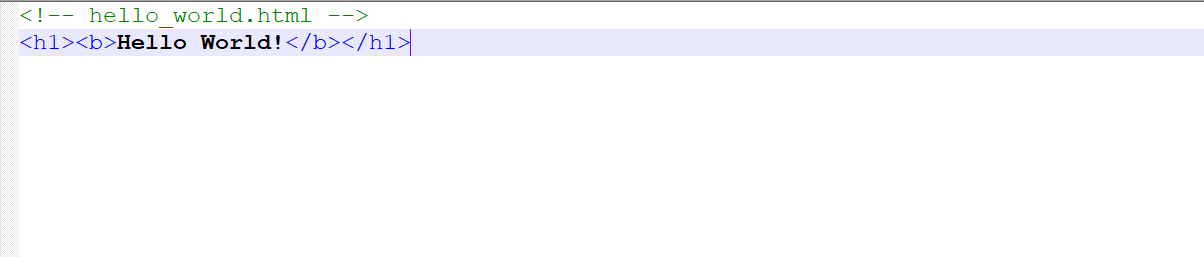 <!-- hello_world.html -->
<h1><b>Hello World!</b></h1>